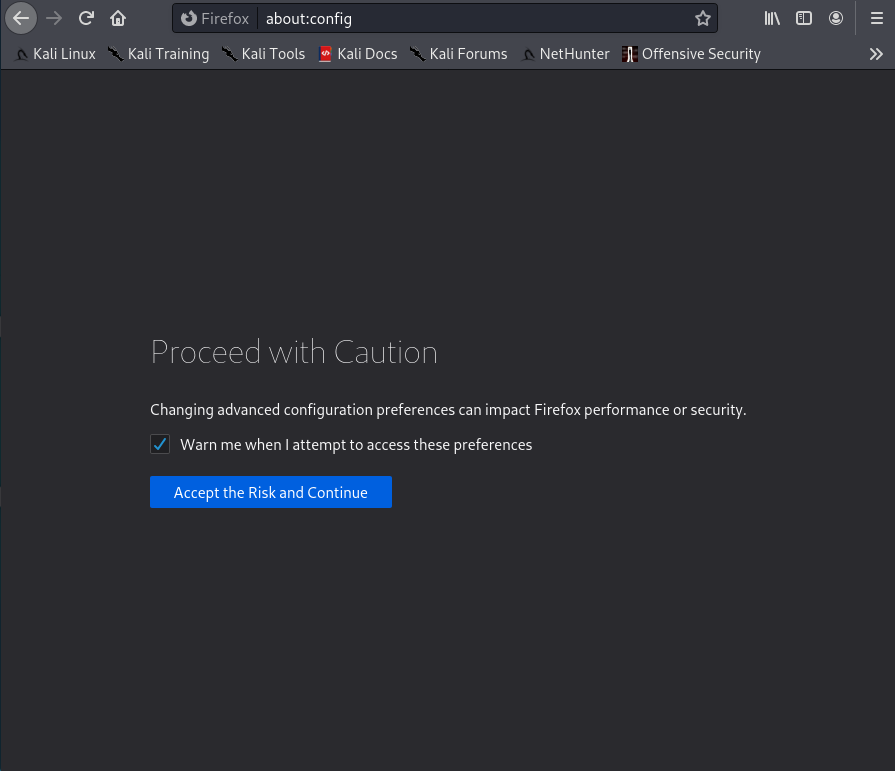 Firefox about:config
Kali Linux Kali Training Kali Tools Kali Docs Kali Forums NetHunter Offensive Security
Proceed with Caution
Changing advanced configuration preferences can impact Firefox performance or security.
Warn me when I attempt to access these preferences
Accept the Risk and Continue